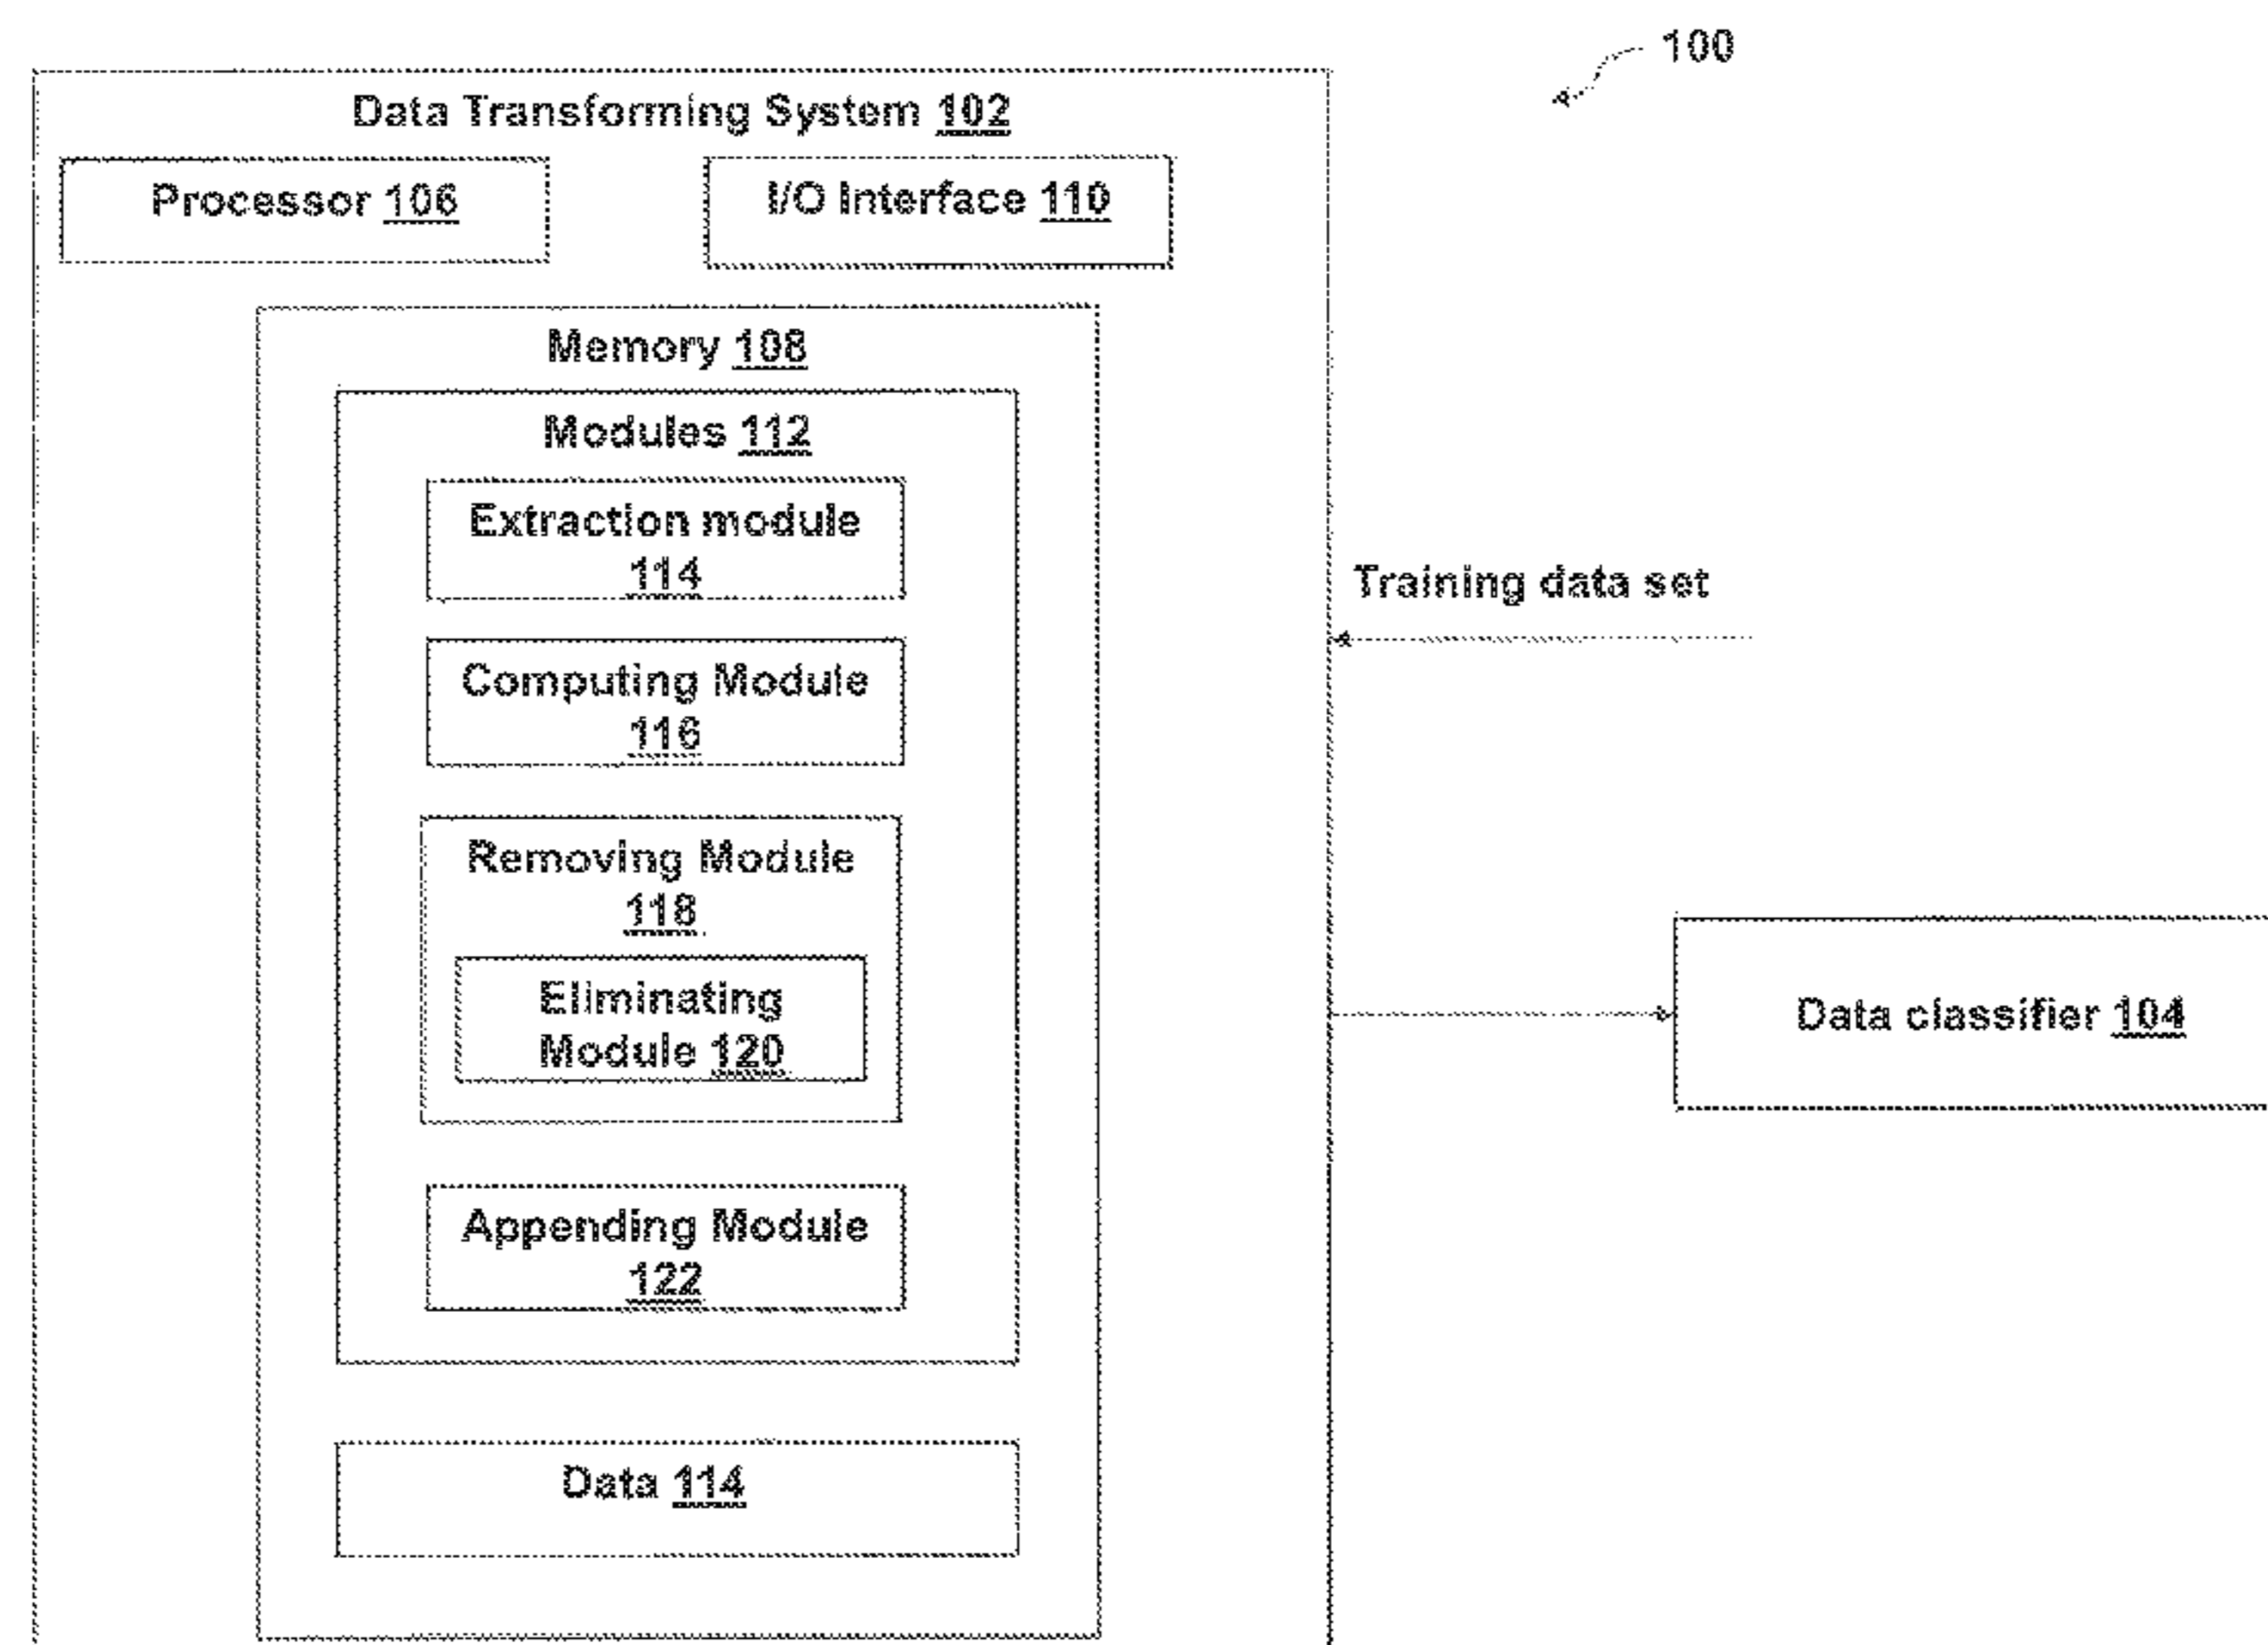 100
Data Transforming System 102
Processor 106
I/O Interface 110
Memory 108
Modules 112
Extraction module
114
Computing Module
116
Removing Module
118
Eliminating
Module 120
Appending Module
122
Data 114
Training data set
Data classifier 104